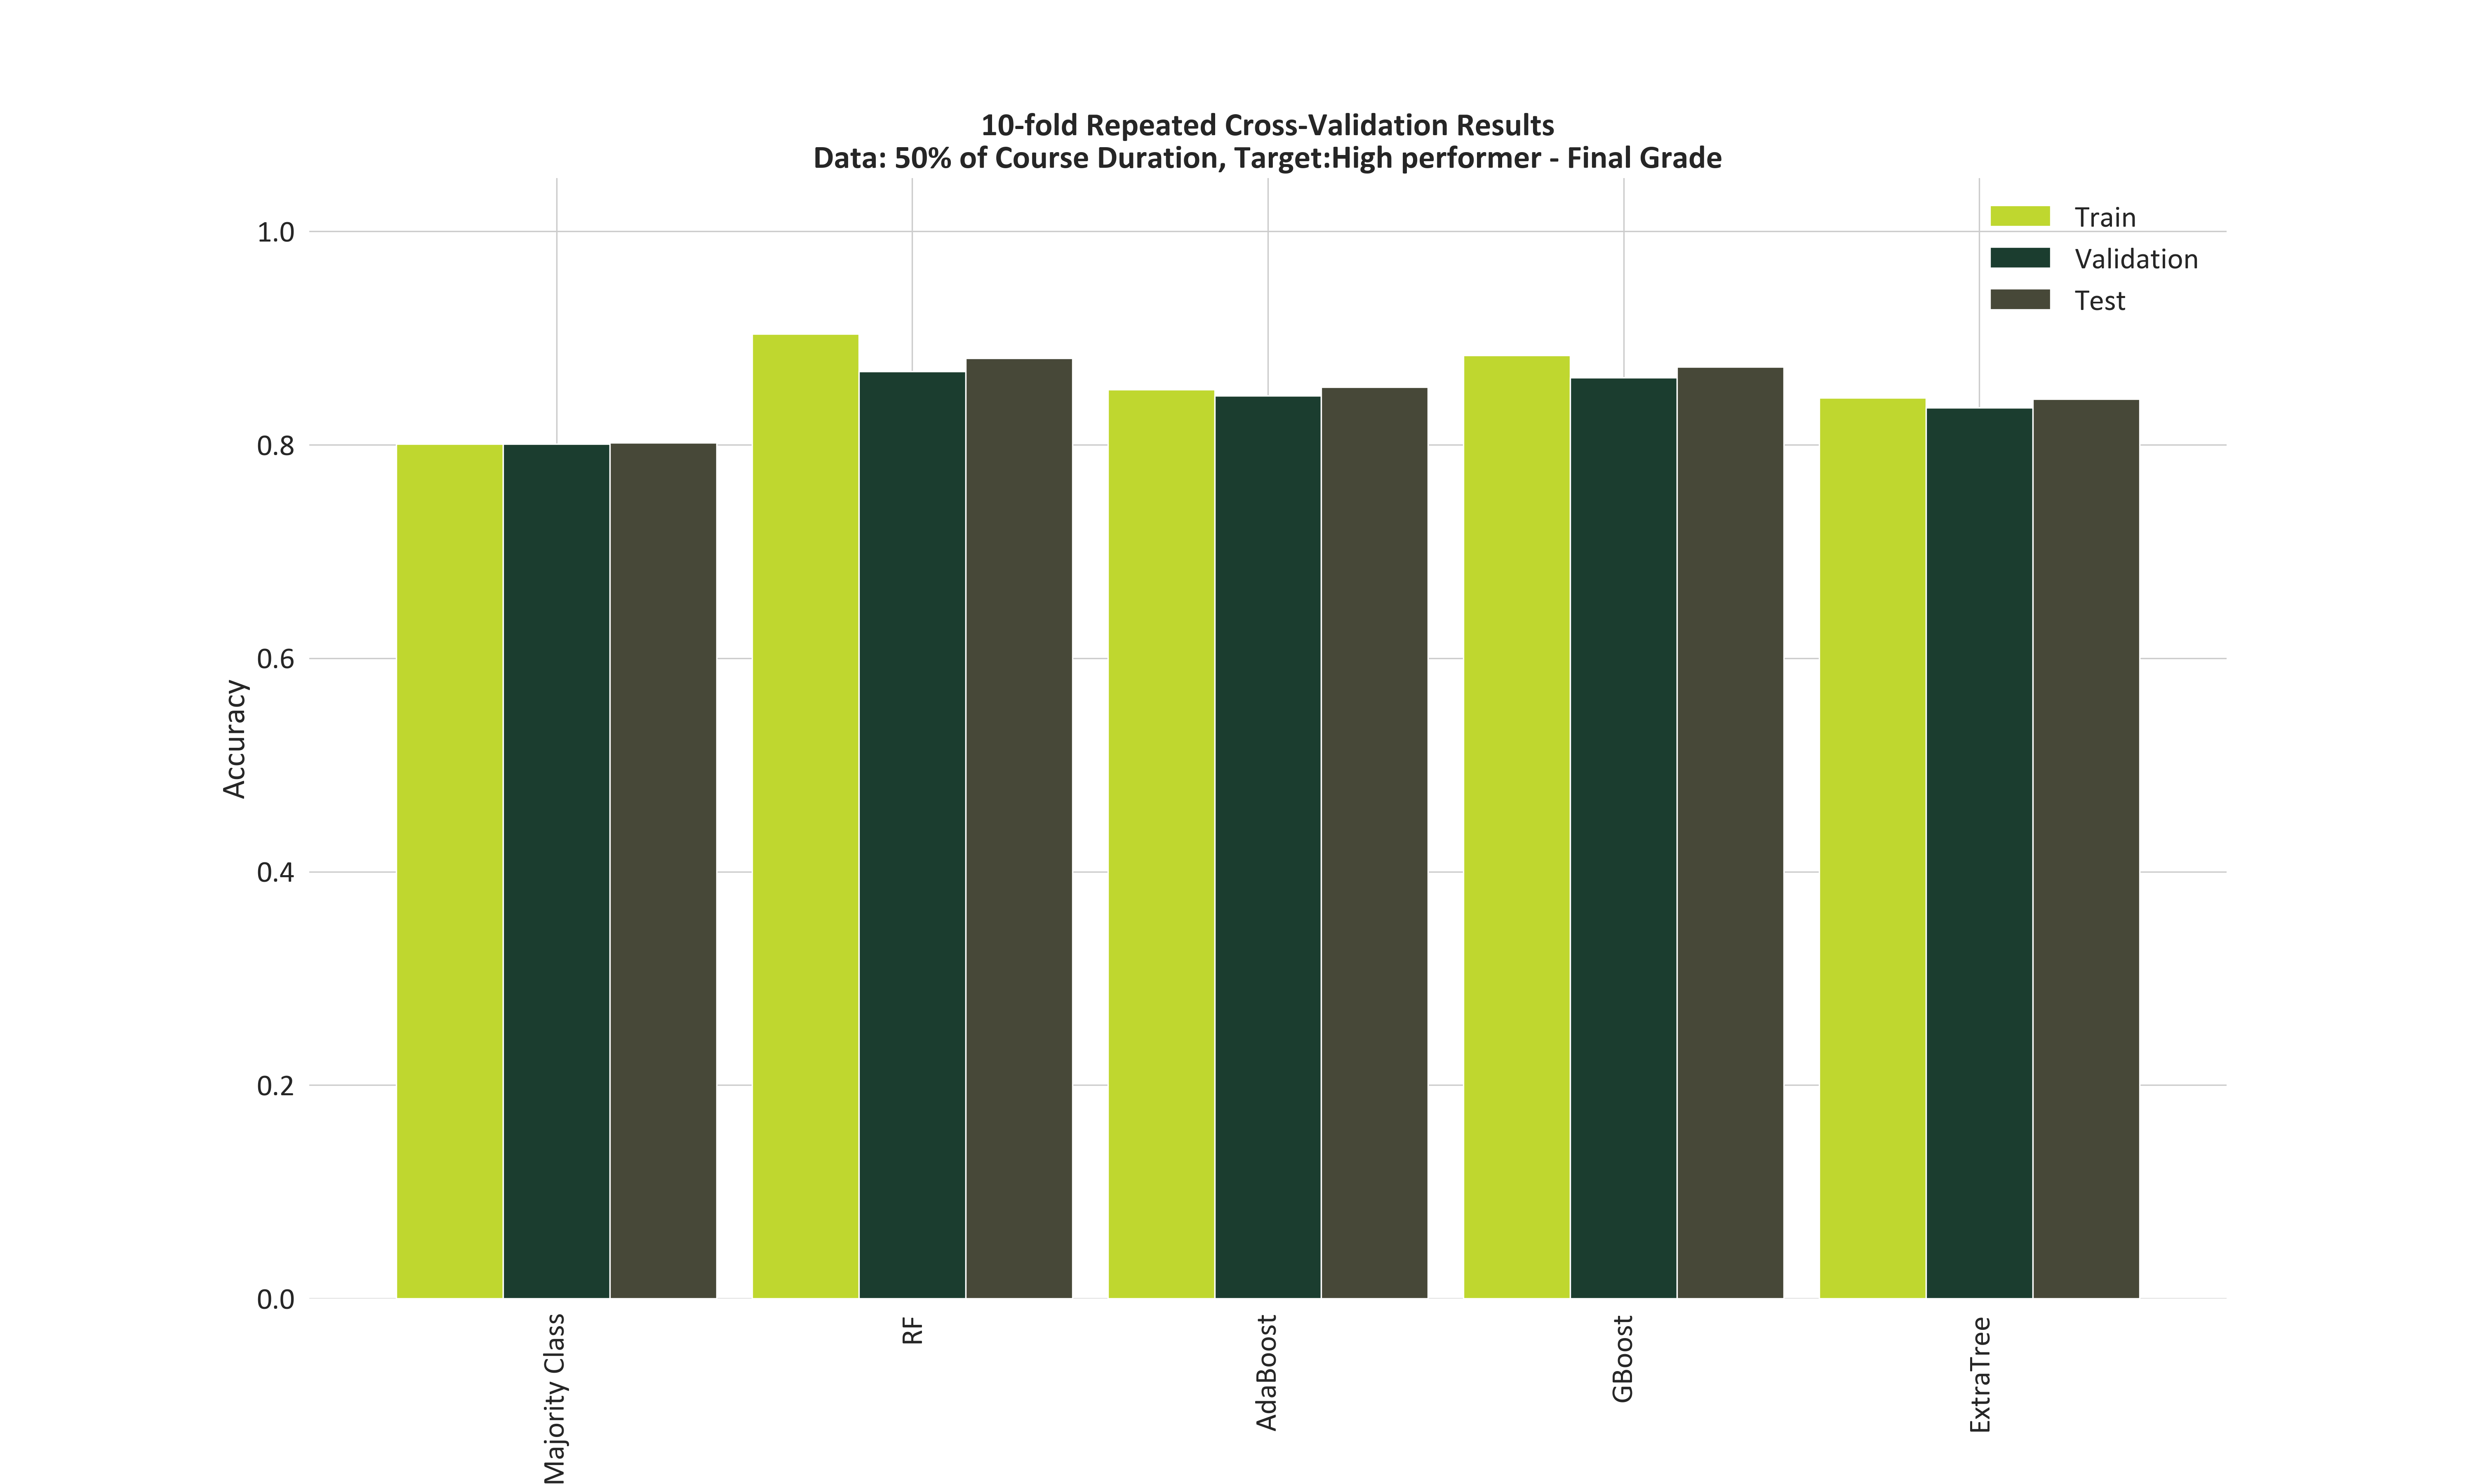 10-fold Repeated Cross-Validation Results
Data: 50% of Course Duration, Target:High performer - Final Grade
Train
Validation
Test
1.0
0.8
0.6
0.4
0.2
0.0
Accuracy
Majority Class
RF
AdaBoost
GBoost
ExtraTree